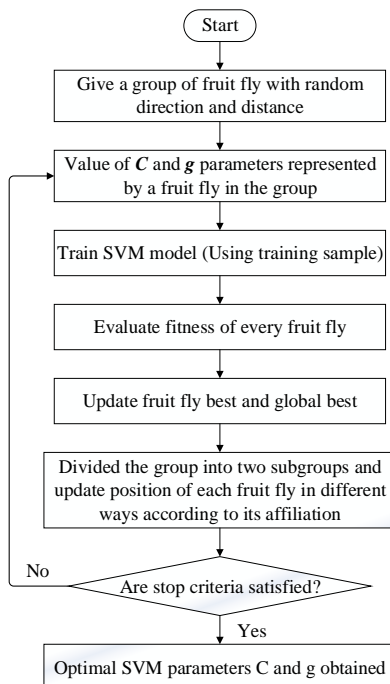 Start
Give a group of fruit fly with random
direction and distance
Value of C and g parameters represented
by a fruit fly in the group
Train SVM model (Using training sample)
Evaluate fitness of every fruit fly
Update fruit fly best and global best
Divided the group into two subgroups and
update position of each fruit fly in different
ways according to its affiliation
No
Are stop criteria satisfied?
Yes
Optimal SVM parameters C and g obtained